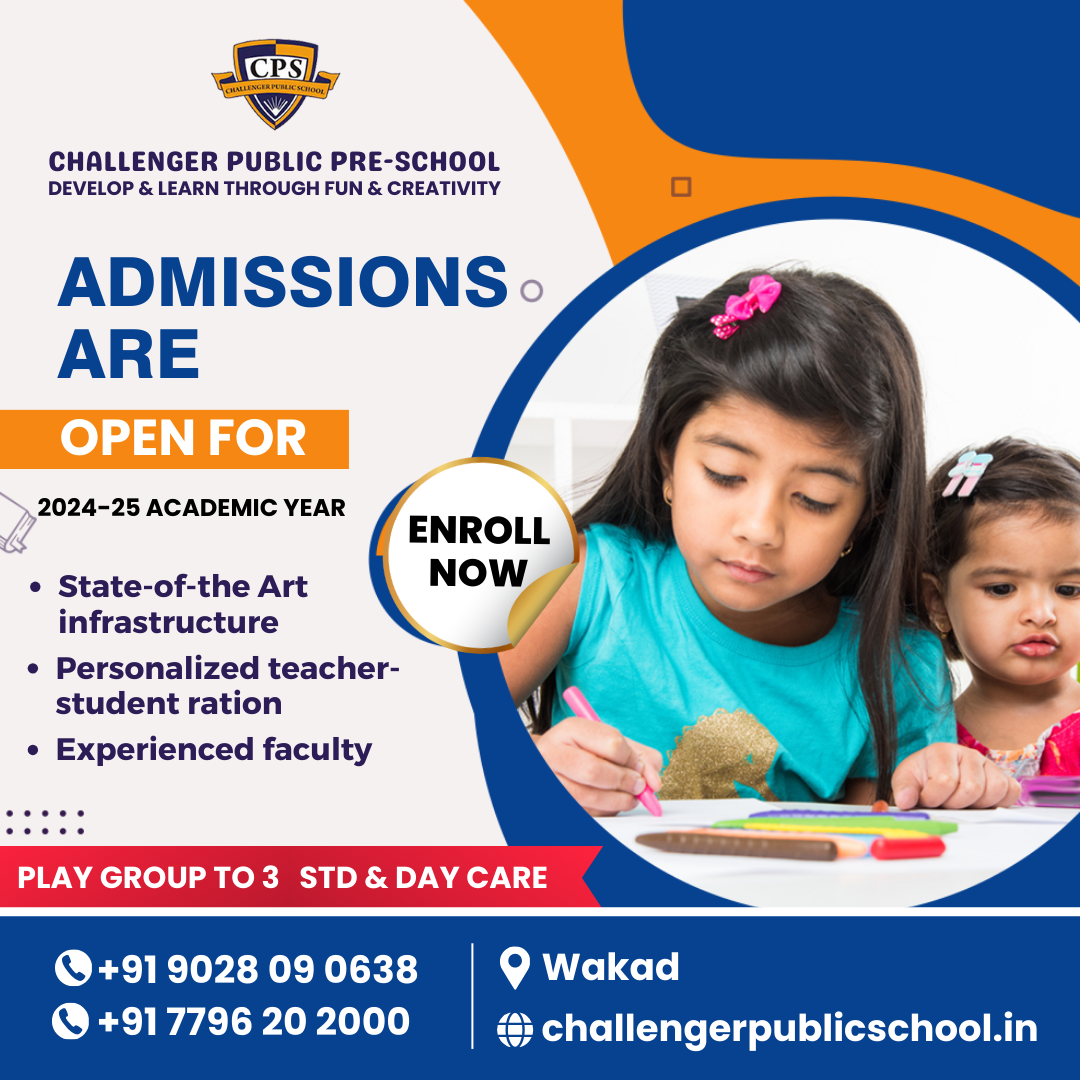 CPS
CHALLENGER PUBLIC SCHOOL
CHALLENGER PUBLIC PRE-SCHOOL
DEVELOP & LEARN THROUGH FUN & CREATIVITY
ADMISSIONS
ARE
OPEN FOR
2024-25 ACADEMIC YEAR
ENROLL
NOW
• State-of-the Art
infrastructure
• Personalized teacher-
student ration
• Experienced faculty
PLAY GROUP TO 3 STD & DAY CARE
+91 9028 09 0638
+91 7796 20 2000
Wakad
challengerpublicschool.in